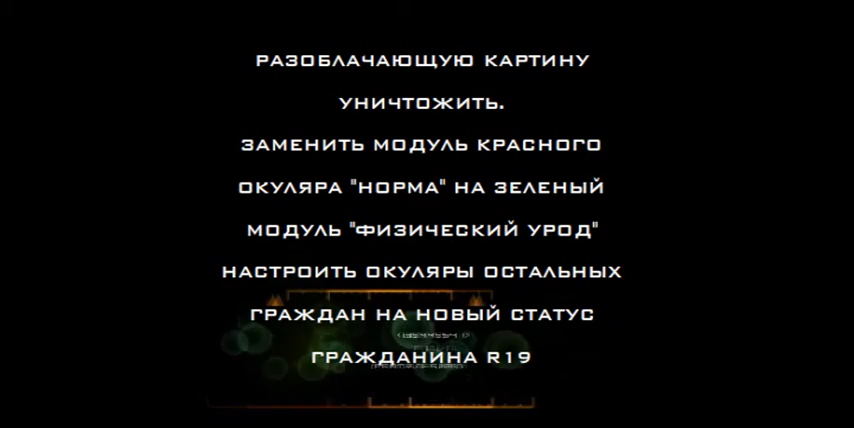 РАЗОБЛАЧАЮЩУЮ КАРТИНУ
УНИЧТОЖИТЬ.
ЗАМЕНИТЬ МОДУЛЬ КРАСНОГО
ОКУЛЯРА "НОРМА" НА ЗЕЛЕНЫЙ
МОДУЛЬ "ФИЗИЧЕСКИЙ УРОД"
НАСТРОИТЬ ОКУЛЯРЫ ОСТАЛЬНЫХ
ГРАЖДАН НА НОВЫЙ СТАТУС
ГРАЖДАНИНА R19